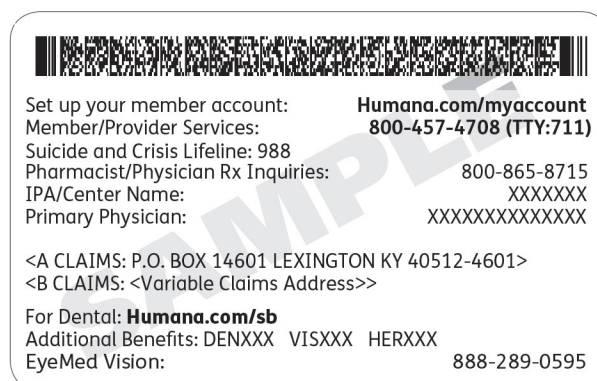 Set up your member account: Humana.com/myaccount
Member/Provider Services: 800-457-4708 (TTY:711)
Suicide and Crisis Lifeline: 988
Pharmacist/Physician Rx Inquiries: 800-865-8715
IPA/Center Name: XXXXXXX
Primary Physician: XXXXXXXXXXXXXX
<A CLAIMS: P.O. BOX 14601 LEXINGTON KY 40512-4601>
<B CLAIMS: <Variable Claims Address>>
For Dental: Humana.com/sb
Additional Benefits: DENXXX VISXXX HERXXX
EyeMed Vision: 888-289-0595
SAMPLE